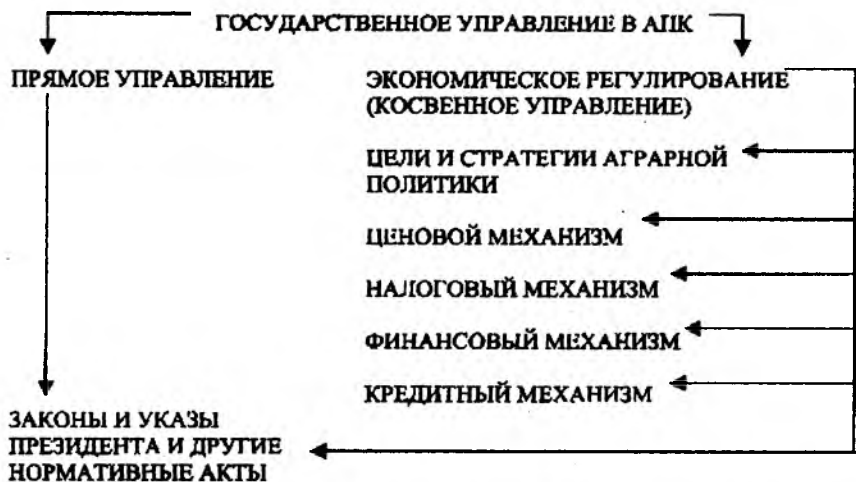 ГОСУДАРСТВЕННОЕ УПРАВЛЕНИЕ В АПК
ПРЯМОЕ УПРАВЛЕНИЕ
ЭКОНОМИЧЕСКОЕ РЕГУЛИРОВАНИЕ
(КОСВЕННОЕ УПРАВЛЕНИЕ)
ЦЕЛИ И СТРАТЕГИИ АГРАРНОЙ
ПОЛИТИКИ
ЦЕНОВОЙ МЕХАНИЗМ
НАЛОГОВЫЙ МЕХАНИЗМ
ФИНАНСОВЫЙ МЕХАНИЗМ
КРЕДИТНЫЙ МЕХАНИЗМ
ЗАКОНЫ И УКАЗЫ
ПРЕЗИДЕНТА И ДРУГИЕ
НОРМАТИВНЫЕ АКТЫ